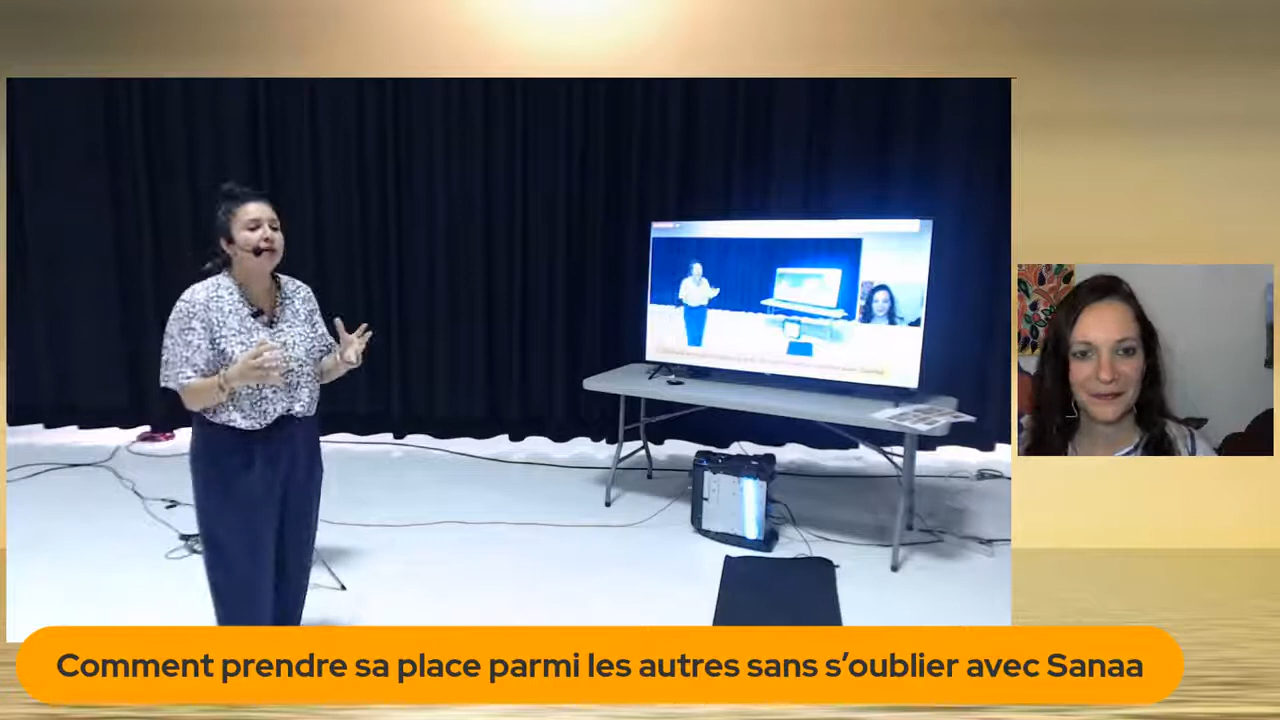 Comment prendre sa place parmi les autres sans s’oublier avec Sanaa